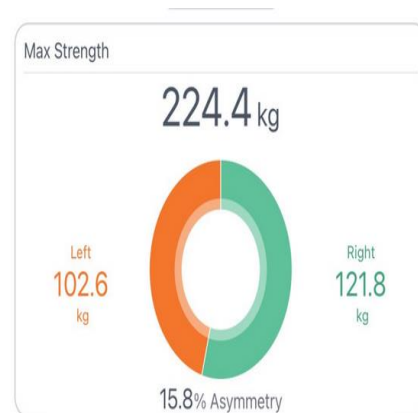 Max Strength
224.4 kg
Left
102.6
kg
Right
121.8
kg
15.8% Asymmetry